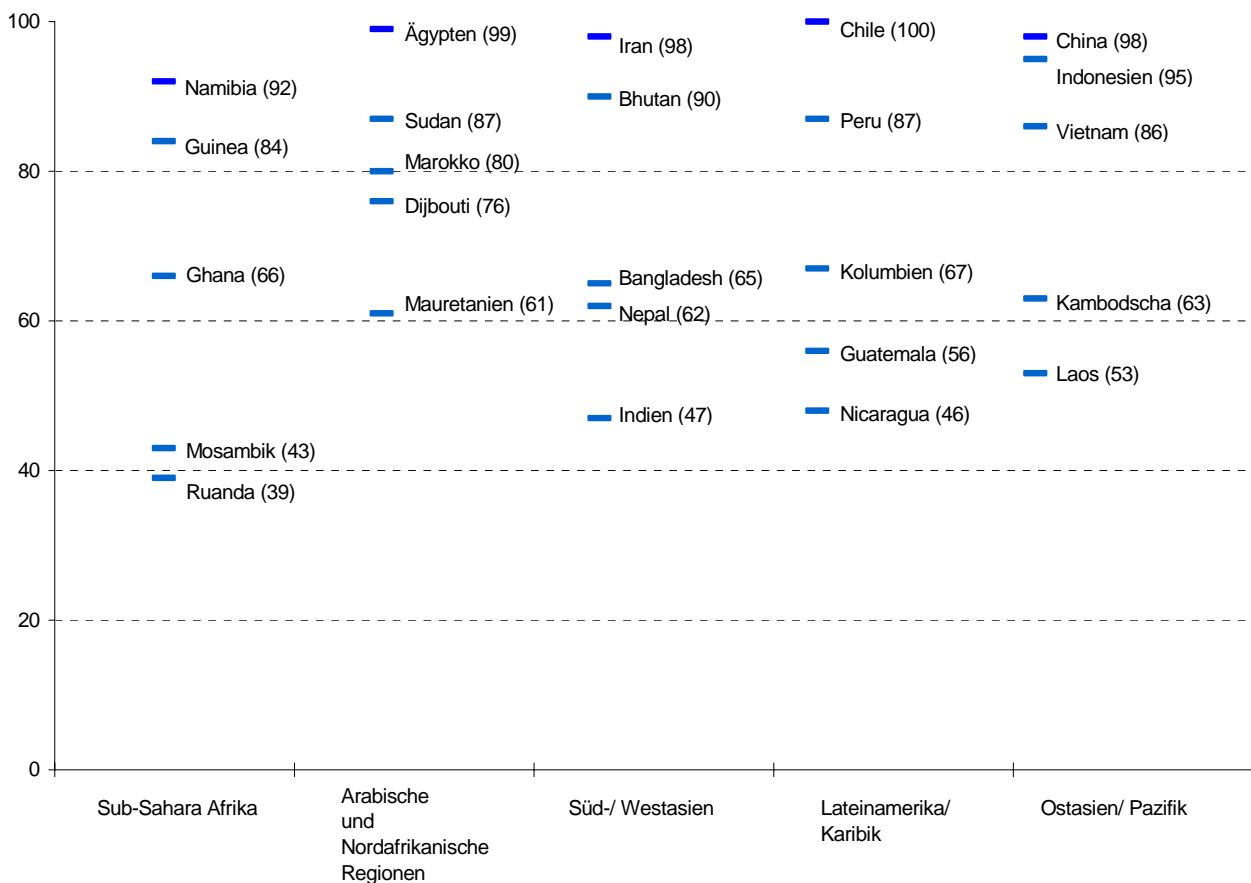 100
80
60
40
20
0
Namibia (92)
Guinea (84)
Ghana (66)
Mosambik (43)
Ruanda (39)
Ägypten (99)
Sudan (87)
Marokko (80)
Dijbouti (76)
Mauretanien (61)
Iran (98)
Bhutan (90)
Bangladesh (65)
Nepal (62)
Indien (47)
Chile (100)
Peru (87)
Kolumbien (67)
Guatemala (56)
Nicaragua (46)
China (98)
Indonesien (95)
Vietnam (86)
Kambodscha (63)
Laos (53)
Sub-Sahara Afrika
Arabische
und
Nordafrikanische
Regionen
Süd-/ Westasien
Lateinamerika/
Karibik
Ostasien/ Pazifik